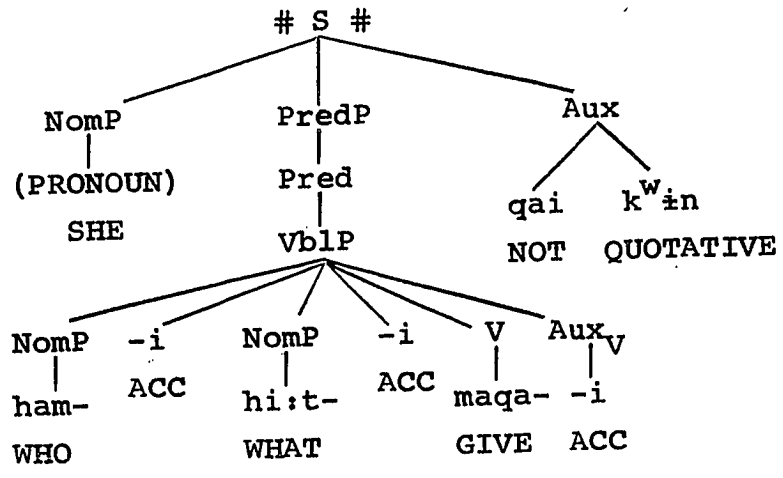 # S #
NomP PredP Aux
(PRONOUN) Pred qai kʷɨn
SHE VblP NOT QUOTATIVE
NomP -i NomP -i V Aux_V
ham- ACC hi:t- ACC maqa- -i
WHO WHAT GIVE ACC